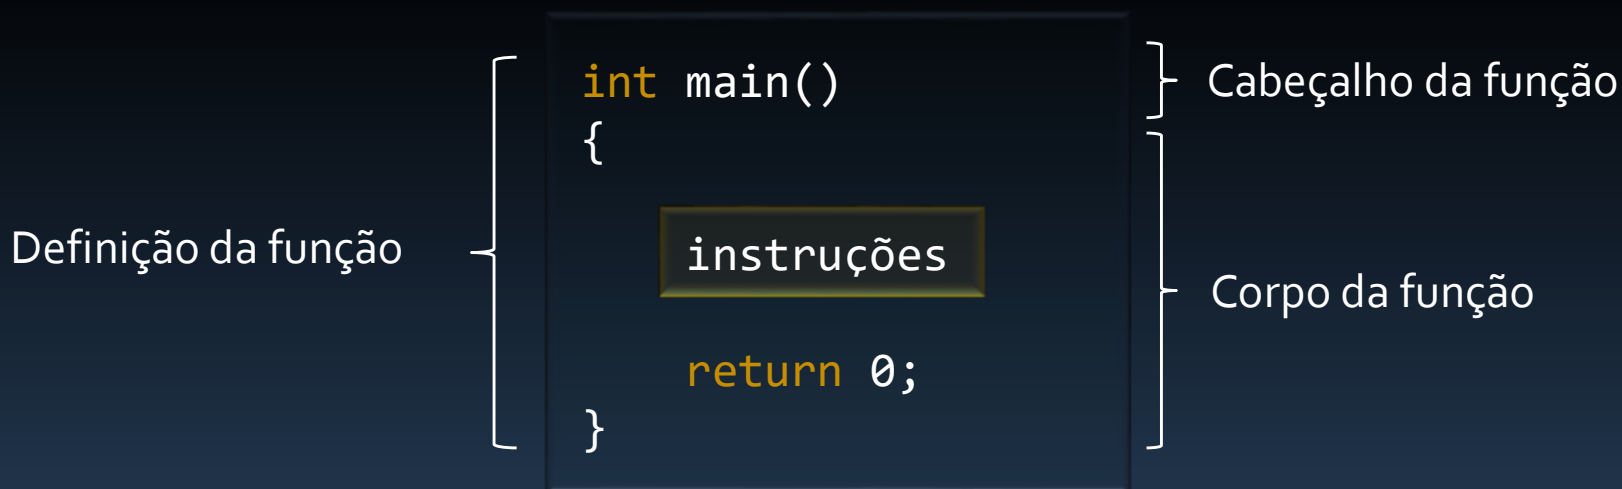 int main()
Cabeçalho da função
{
Definição da função
instruções
Corpo da função
return 0;
}